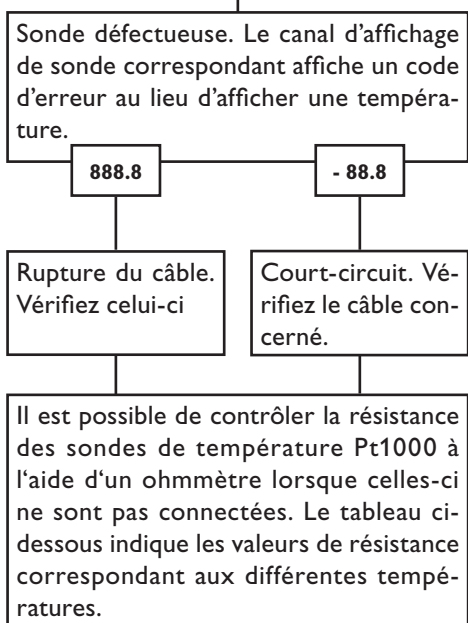 Sonde défectueuse. Le canal d’affichage
de sonde correspondant affiche un code
d’erreur au lieu d’afficher une températ-
ture.
888.8
- 88.8
Rupture du câble.
Vérifiez celui-ci
Court-circuit. Vé-
rifiez le câble con-
cerné.
Il est possible de contrôler la résistance
des sondes de température Pt1000 à
l‘aide d‘un ohmmètre lorsque celles-ci
ne sont pas connectées. Le tableau ci-
dessous indique les valeurs de résistance
correspondant aux différentes tempé-
ratures.